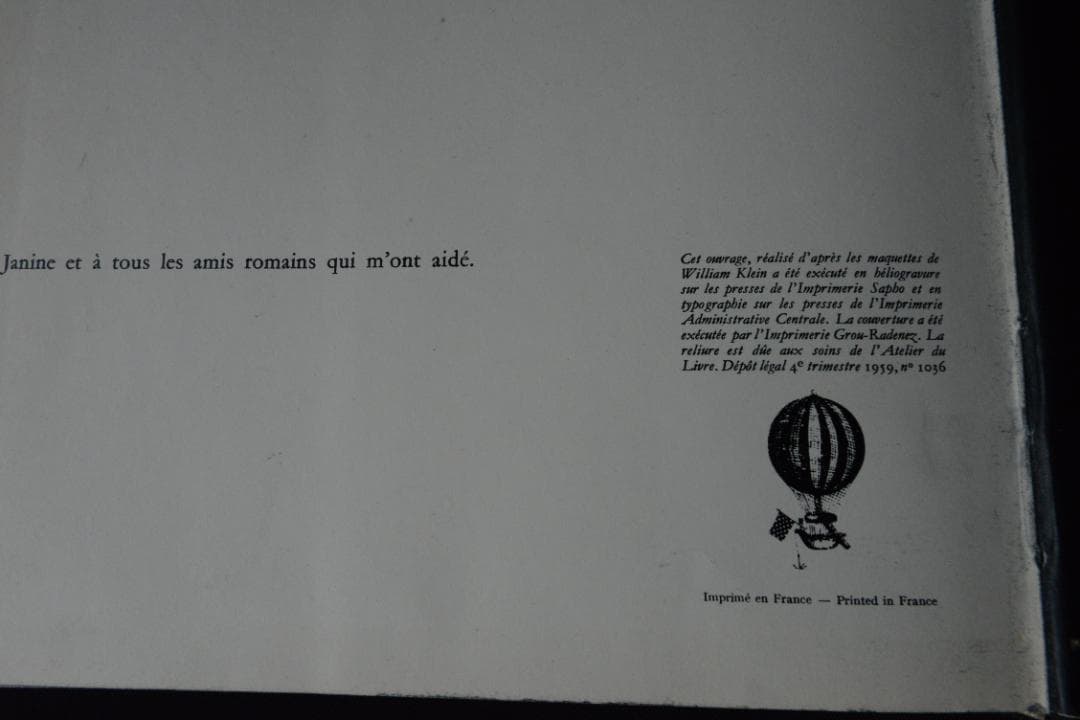 Janine et à tous les amis romains qui m'ont aidé.
Cet ouvrage, réalisé d'après les maquettes de
William Klein a été exécuté en héliogravure
sur les presses de l'Imprimerie Sapho et en
typographie sur les presses de l'Imprimerie
Administrative Centrale. La couverture a été
exécutée par l'Imprimerie Grou-Radenez. La
reliure est dûe aux soins de l'Atelier du
Livre. Dépôt légal 4e trimestre 1959, nº 1036
Imprimé en France — Printed in France